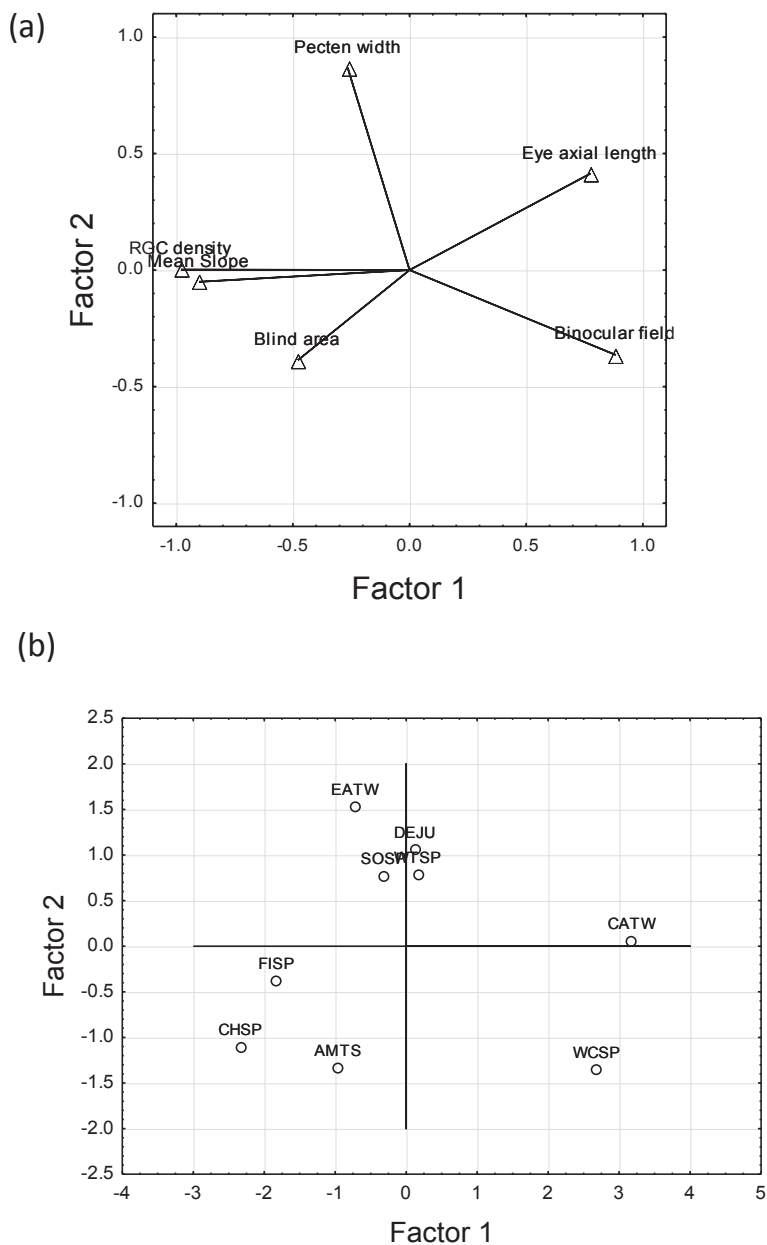 (a)
1.0
Pecten width
0.5
Eye axial length
Factor 2
RGC density
0.0
Mean Slope
Blind area
Binocular field
-0.5
-1.0
-1.0 -0.5 0.0 0.5 1.0
Factor 1
(b)
2.5
2.0
EATW
1.5
DEJU
1.0
SOSP WTSP
0.5
Factor 2
CATW
0.0
FISP
-0.5
CHSP
-1.0
AMTS
WCSP
-1.5
-2.0
-2.5
-4 -3 -2 -1 0 1 2 3 4 5
Factor 1